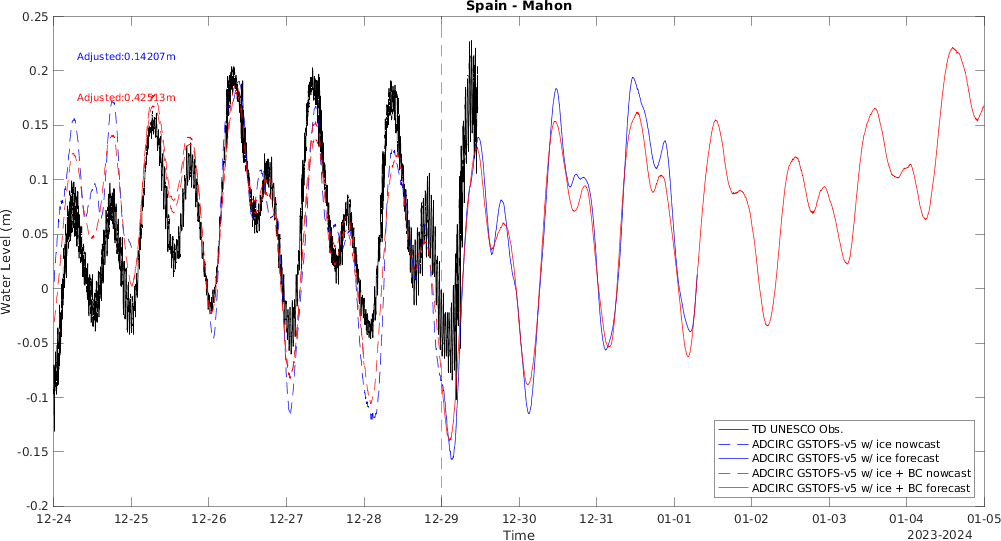 Spain - Mahon
Water Level (m)
0.25
0.2
0.15
0.1
0.05
0
-0.05
-0.1
-0.15
-0.2
Adjusted:0.14207m
Adjusted:0.42513m
TD UNESCO Obs.
ADCIRC GSTOFS-v5 w/ ice nowcast
ADCIRC GSTOFS-v5 w/ ice forecast
ADCIRC GSTOFS-v5 w/ ice + BC nowcast
ADCIRC GSTOFS-v5 w/ ice + BC forecast
12-24 12-25 12-26 12-27 12-28 12-29 12-30 12-31 01-01 01-02 01-03 01-04 01-05
Time
2023-2024